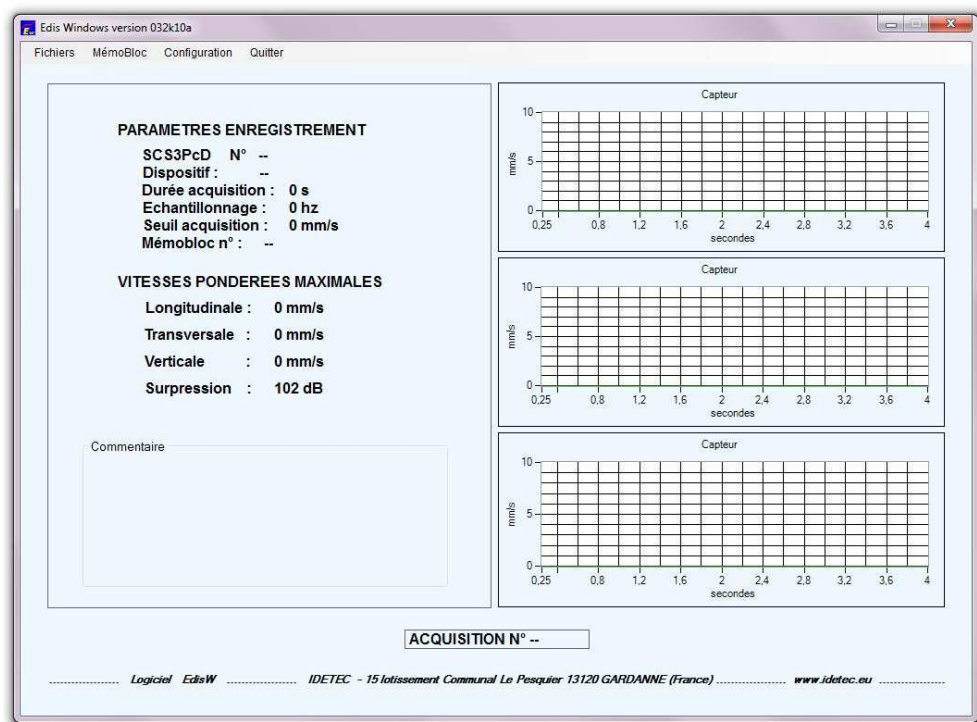 Edis Windows version 032k10a
Fichiers MémoBloc Configuration Quitter
PARAMETRES ENREGISTREMENT
SCS3PcD N° --
Dispositif : --
Durée acquisition : 0 s
Echantillonnage : 0 hz
Seuil acquisition : 0 mm/s
Mémobloc n° : --
VITESSES PONDEREES MAXIMALES
Longitudinale : 0 mm/s
Transversale : 0 mm/s
Verticale : 0 mm/s
Surpression : 102 dB
Commentaire
Capteur
10
5
0
mm/s
0,25 0,8 1,2 1,6 2 2,4 2,8 3,2 3,6 4
secondes
Capteur
10
5
0
mm/s
0,25 0,8 1,2 1,6 2 2,4 2,8 3,2 3,6 4
secondes
Capteur
10
5
0
mm/s
0,25 0,8 1,2 1,6 2 2,4 2,8 3,2 3,6 4
secondes
ACQUISITION N° --
Logiciel EdisW IDETEC - 15 lotissement Communal Le Pesquier 13120 GARDANNE (France) www.idetec.eu